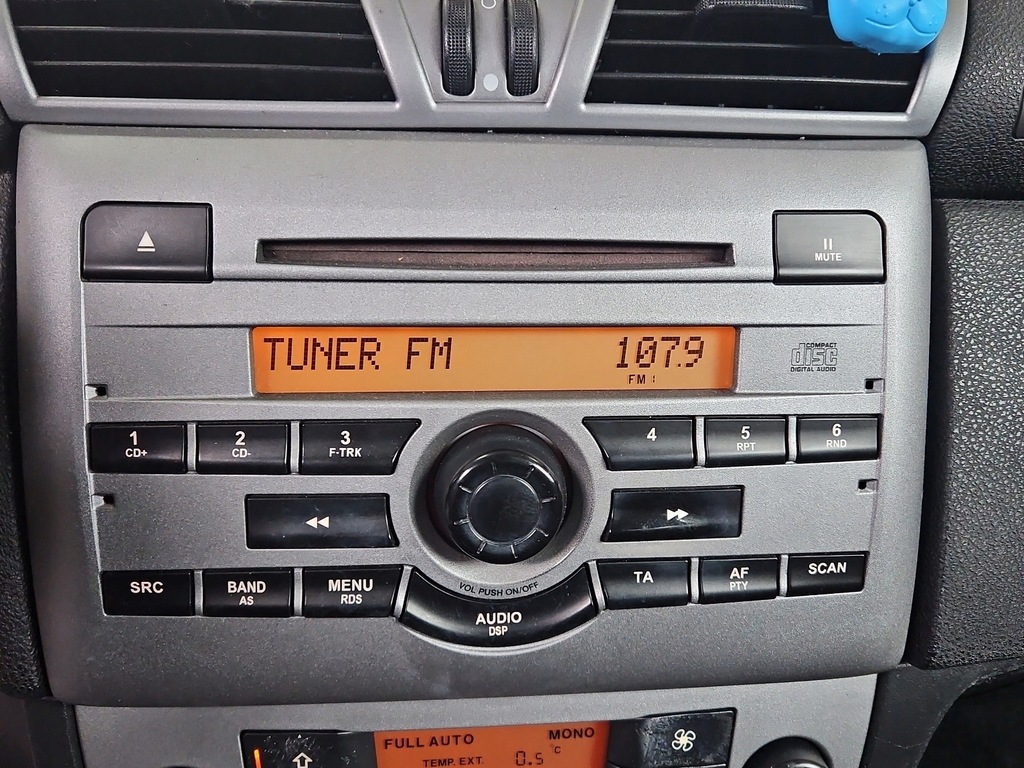 MUTE
TUNER FM 107.9
FM 1
COMPACT
disc
DIGITAL AUDIO
1 2 3 4 5 6
CD+ CD- F-TRK RPT RND
SRC BAND MENU TA AF SCAN
AS RDS PTY
VOL PUSH ON/OFF
AUDIO
DSP
FULL AUTO MONO
TEMP. EXT. 0.5 °C